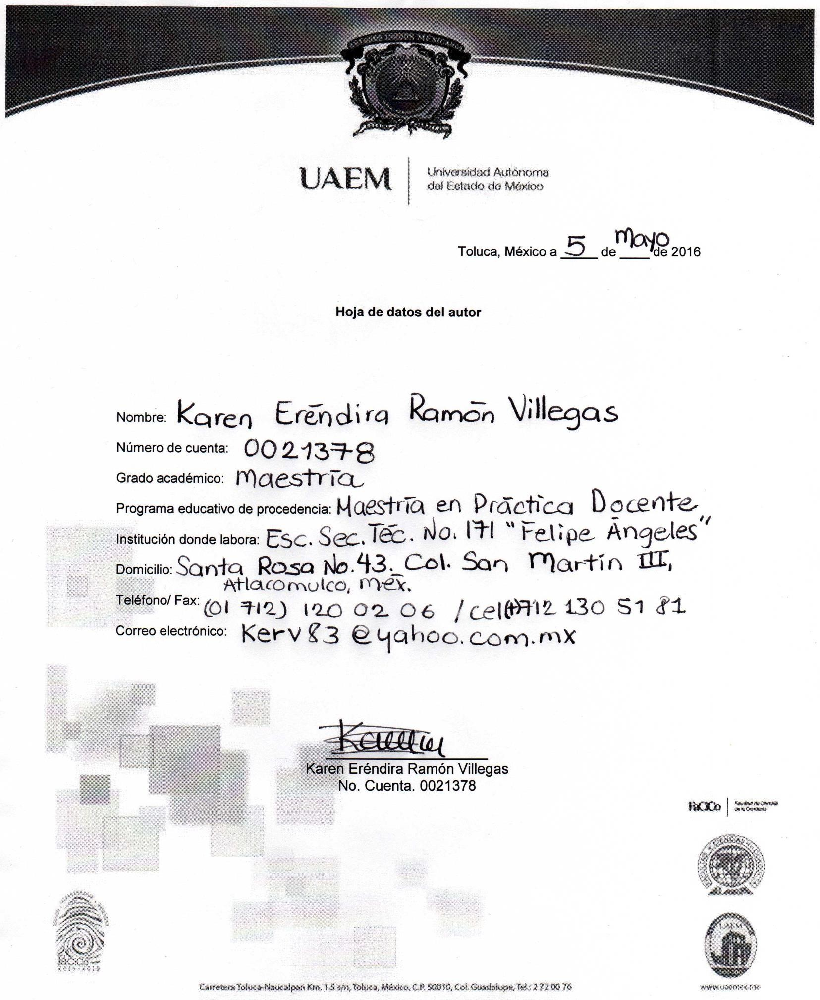 ESTADOS UNIDOS MEXICANOS
UAEM
Universidad Autónoma
del Estado de México
Toluca, México a 5 de Mayo de 2016
Hoja de datos del autor
Nombre: Karen Eréndira Ramón Villegas
Número de cuenta: 0021378
Grado académico: Maestría
Programa educativo de procedencia: Maestría en Práctica Docente
Institución donde labora: Esc. Sec. Téc. No. 171 "Felipe Ángeles"
Domicilio: Santa Rosa No. 43. Col. San Martín III,
Atlacomulco, Méx.
Teléfono/ Fax: (01 712) 120 02 06 / cel(+)712 130 51 81
Correo electrónico: Kerv83@yahoo.com.mx
Karen Eréndira Ramón Villegas
No. Cuenta. 0021378
FaCiCo
Facultad de Ciencias
de la Conducta
FACULTAD CIENCIAS CONDUCTA
UAEM
FACICO
2014-2018
Carretera Toluca-Naucalpan Km. 1.5 s/n, Toluca, México, C.P. 50010, Col. Guadalupe, Tel.: 2 72 00 76
www.uaemex.mx